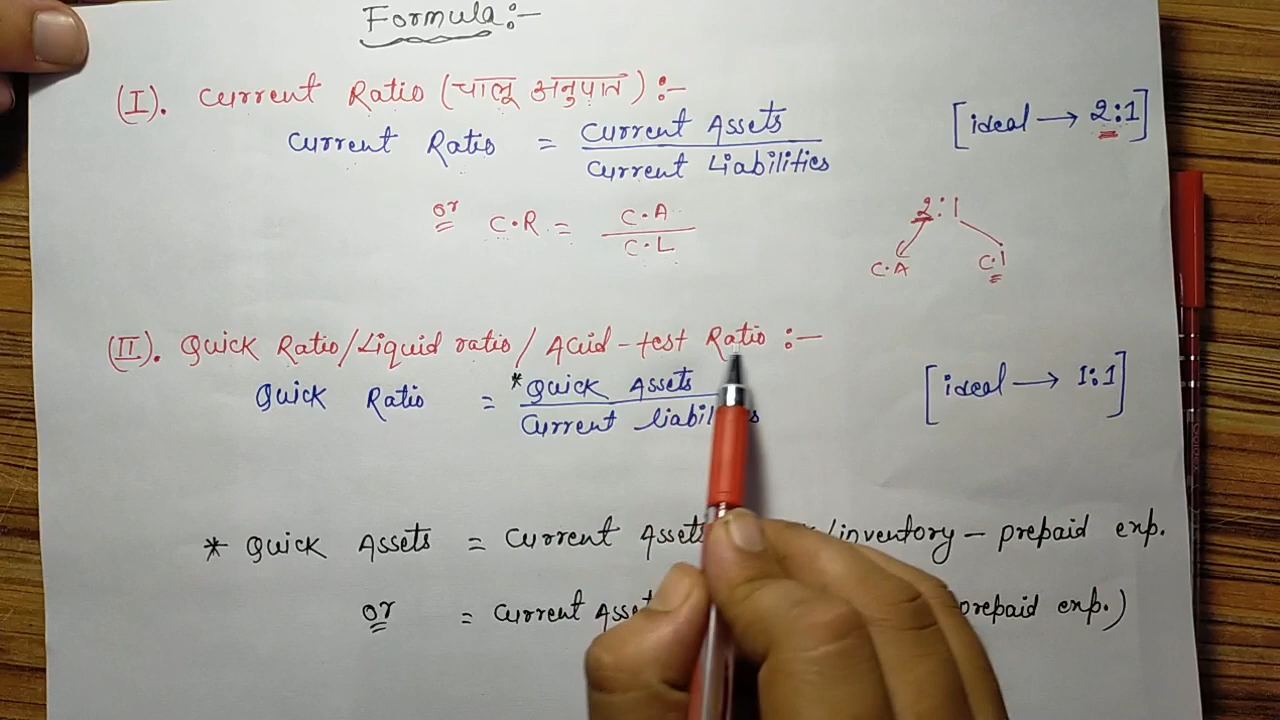 Formula:-
(I). Current Ratio (चालू अनुपात) :-
Current Ratio = Current Assets / Current Liabilities
[ideal → 2:1]
or C.R = C.A / C.L
2:1
C.A C.l
(II). Quick Ratio/Liquid ratio/Acid-test Ratio :-
Quick Ratio = *Quick Assets / Current
[ideal → 1:1]
* Quick Assets = Current Assets /inventory - prepaid exp.
or = Current prepaid exp.)